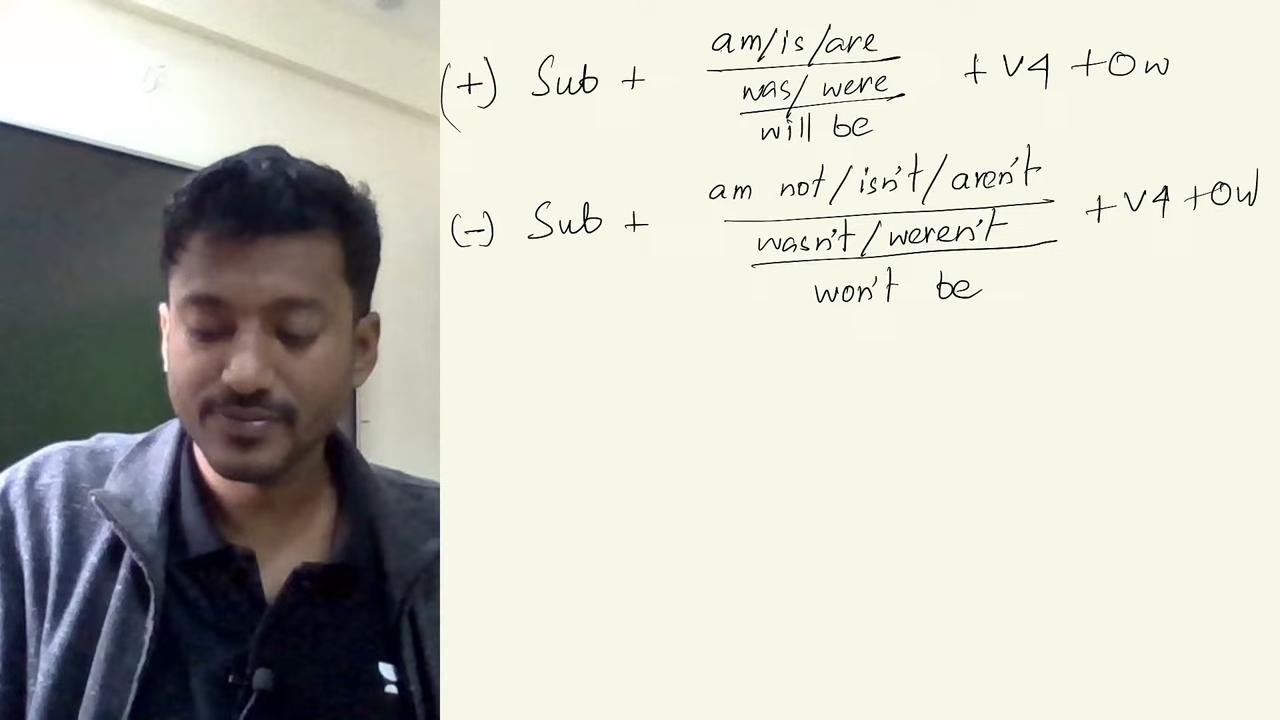 am/is/are
(+) Sub + was/ were + V4 + Ow
will be
am not/isn't/aren't
(-) Sub + wasn't/weren't + V4 + Ow
won't be